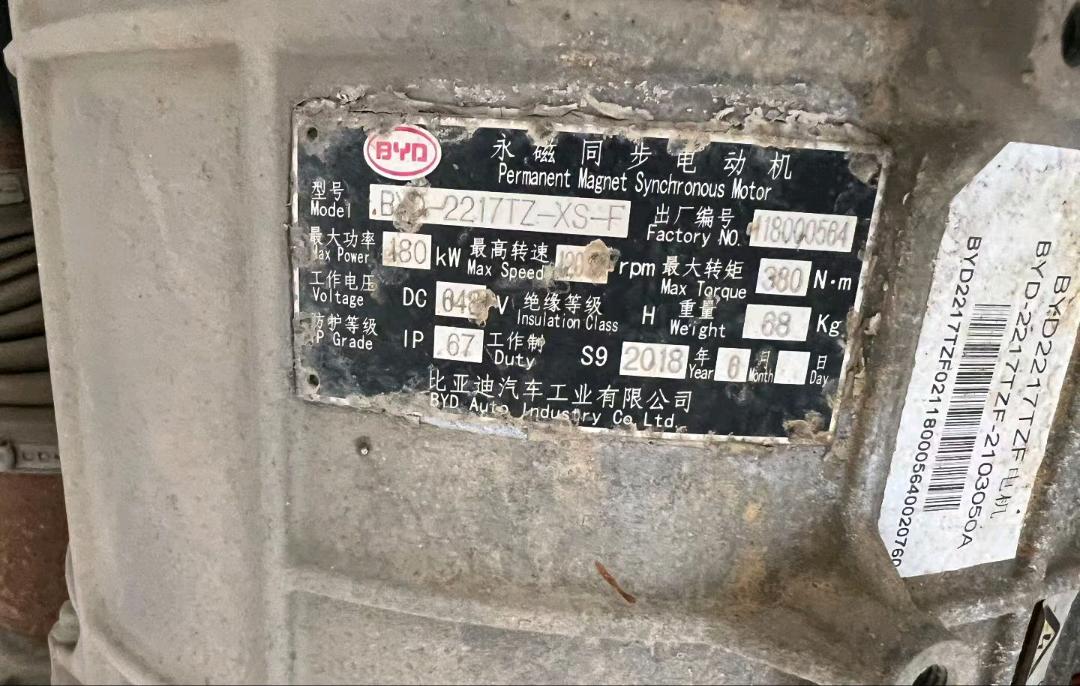 BYD
永磁同步电动机
Permanent Magnet Synchronous Motor
型号 -2217TZ-XS-F 出厂编号 118000564
Model Factory NO.
最大功率 180 kW 最高转速 rpm 最大转矩 380 N·m
Max Power Max Speed Max Torque
工作电压 DC V 绝缘等级 H 重量 68 Kg
Voltage Insulation Class Weight
防护等级 IP 67 工作制 S9 2018 年 6 月 日
IP Grade Duty Year Month Day
比亚迪汽车工业有限公司
BYD Auto Industry Co.Ltd.
BYD2217TZF电机
BYD-2217TZF-2103050A
BYD2217TZF021180005640020760